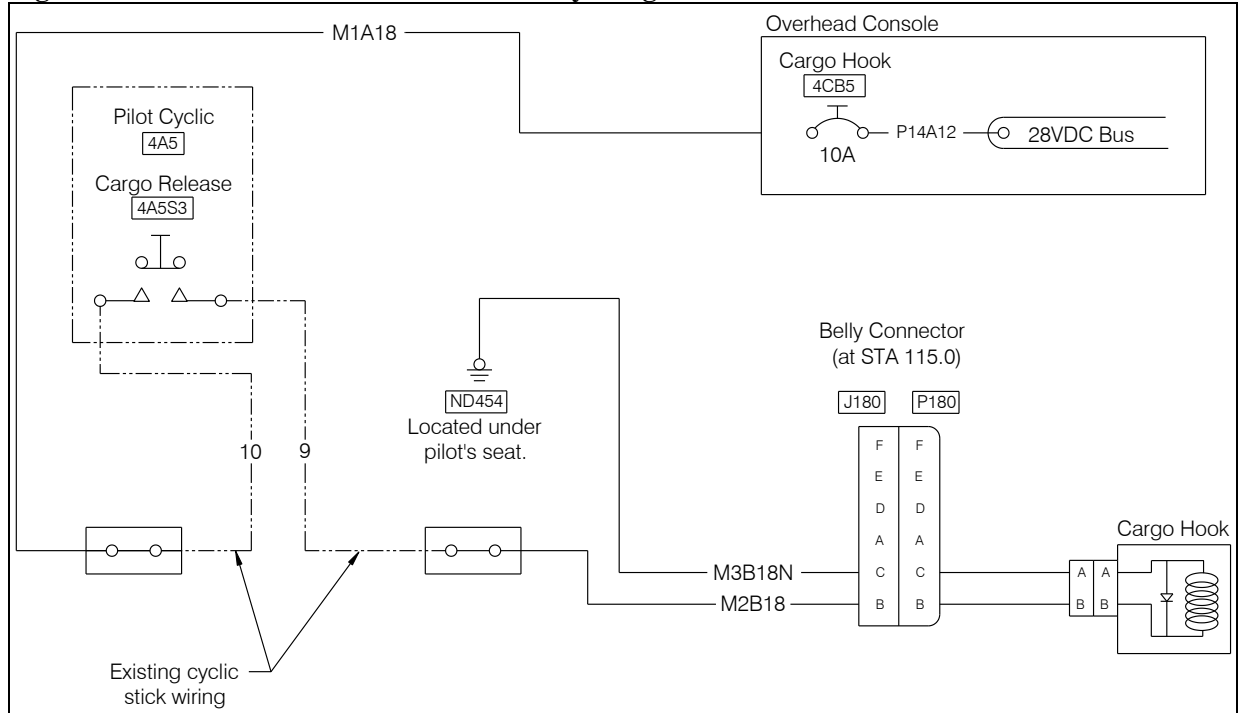 M1A18
Overhead Console
Cargo Hook
4CB5
P14A12
28VDC Bus
10A
Pilot Cyclic
4A5
Cargo Release
4A5S3
ND454
Located under
pilot's seat.
Belly Connector
(at STA 115.0)
J180
P180
10
9
F F
E E
D D
A A
C C
B B
M3B18N
M2B18
Cargo Hook
A A
B B
Existing cyclic
stick wiring